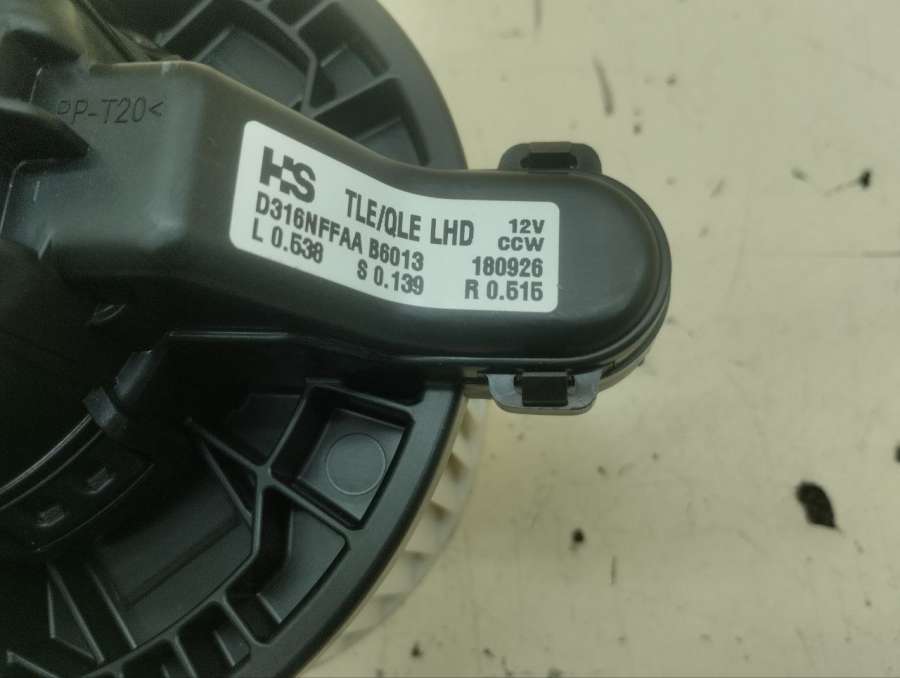 PP-T20<
HS TLE/QLE LHD 12V CCW
D316NFFAA B6013 180926
L 0.538 S 0.139 R 0.515